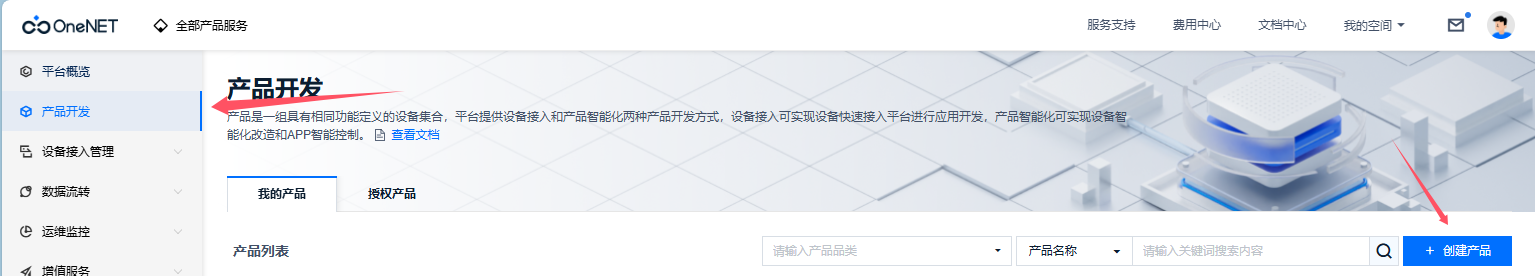 OneNET
全部产品服务
服务支持
费用中心
文档中心
我的空间
平台概览
产品开发
设备接入管理
数据流转
运维监控
增值服务
产品开发
产品是一组具有相同功能定义的设备集合，平台提供设备接入和产品智能化两种产品开发方式，设备接入可实现设备快速接入平台进行应用开发，产品智能化可实现设备智
能化改造和APP智能控制。 查看文档
我的产品
授权产品
产品列表
请输入产品品类
产品名称
请输入关键词搜索内容
+ 创建产品